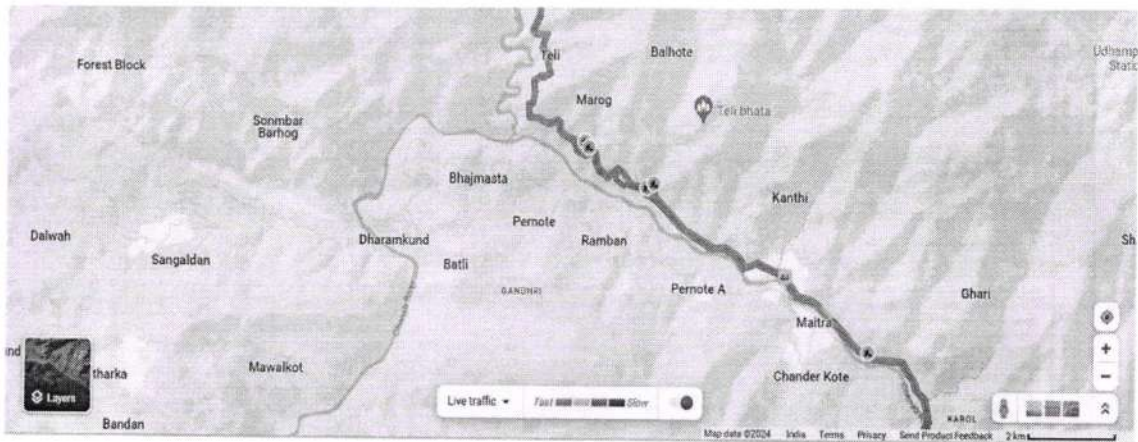 Teli
Balhote
Forest Block
Udhamp
Static
Marog
Teli bhata
Sonmbar
Barhog
Bhajmasta
Kanthi
Pernote
Dalwah
Dharamkund
Ramban
Sh
Sangaldan
Batli
GANDHRI
Pernote A
Ghari
Maitra
ind
tharka
Mawalkot
Chander Kote
Layers
Live traffic
Fast Slow
Bandan
KAROL
Map data ©2024 India Terms Privacy Send Product Feedback 2 km